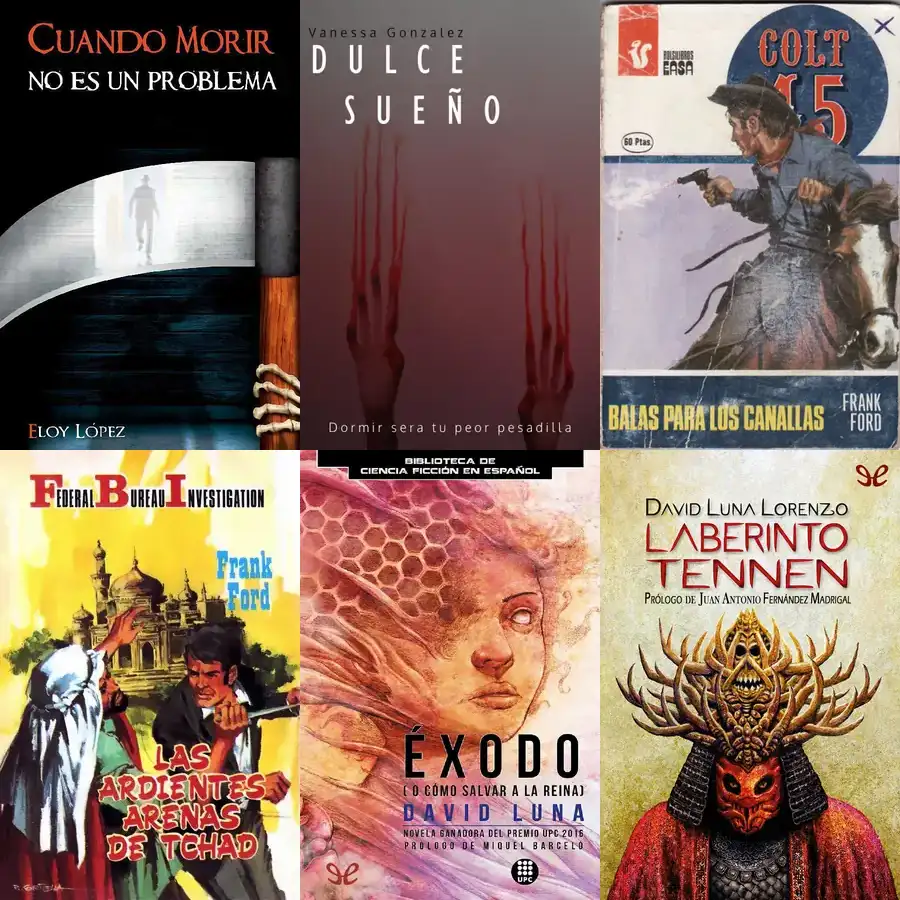 CUANDO MORIR
NO ES UN PROBLEMA
ELOY LÓPEZ
Vanessa Gonzalez
DULCE
SUEÑO
Dormir sera tu peor pesadilla
BOLSILIBROS
EASA
COLT
45
60 Ptas.
BALAS PARA LOS CANALLAS
FRANK
FORD
FEDERAL BUREAU INVESTIGATION
Frank
Ford
LAS
ARDIENTES
ARENAS
DE TCHAD
BIBLIOTECA DE
CIENCIA FICCIÓN EN ESPAÑOL
ÉXODO
(O CÓMO SALVAR A LA REINA)
DAVID LUNA
NOVELA GANADORA DEL PREMIO UPC 2016
PRÓLOGO DE MIQUEL BARCELÓ
UPC
DAVID LUNA LORENZO
LABERINTO
TENNEN
PRÓLOGO DE JUAN ANTONIO FERNÁNDEZ MADRIGAL